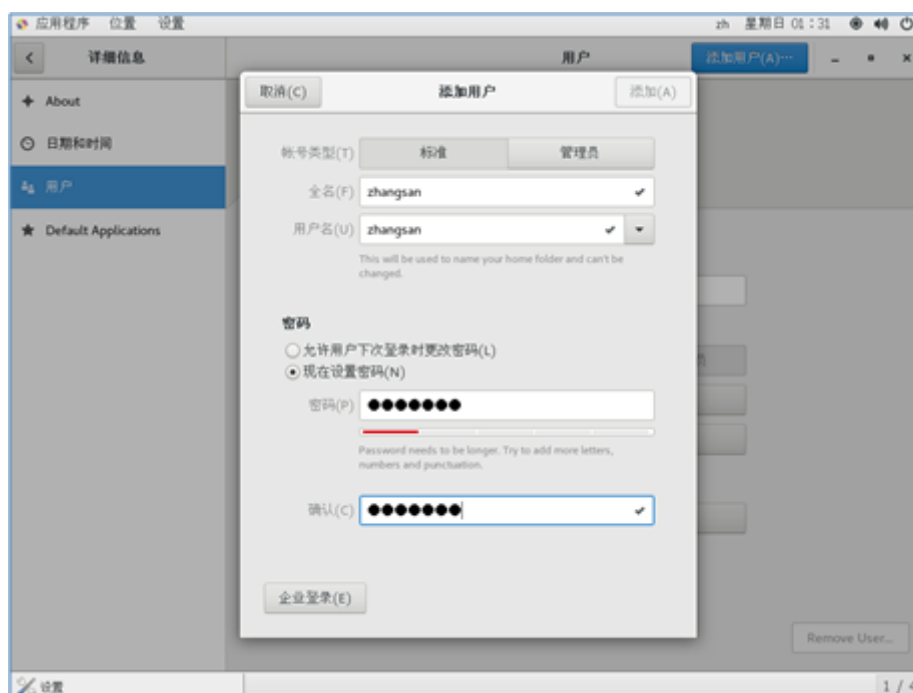 应用程序 位置 设置 zh 星期日 01:31
详细信息 用户 添加用户(A)…
取消(C) 添加用户 添加(A)
About
日期和时间
用户
Default Applications
帐号类型(T) 标准 管理员
全名(F) zhangsan
用户名(U) zhangsan
This will be used to name your home folder and can't be
changed.
密码
允许用户下次登录时更改密码(L)
现在设置密码(N)
密码(P) ●●●●●●●
Password needs to be longer. Try to add more letters,
numbers and punctuation.
确认(C) ●●●●●●●
企业登录(E)
Remove User...
设置 1 / 4